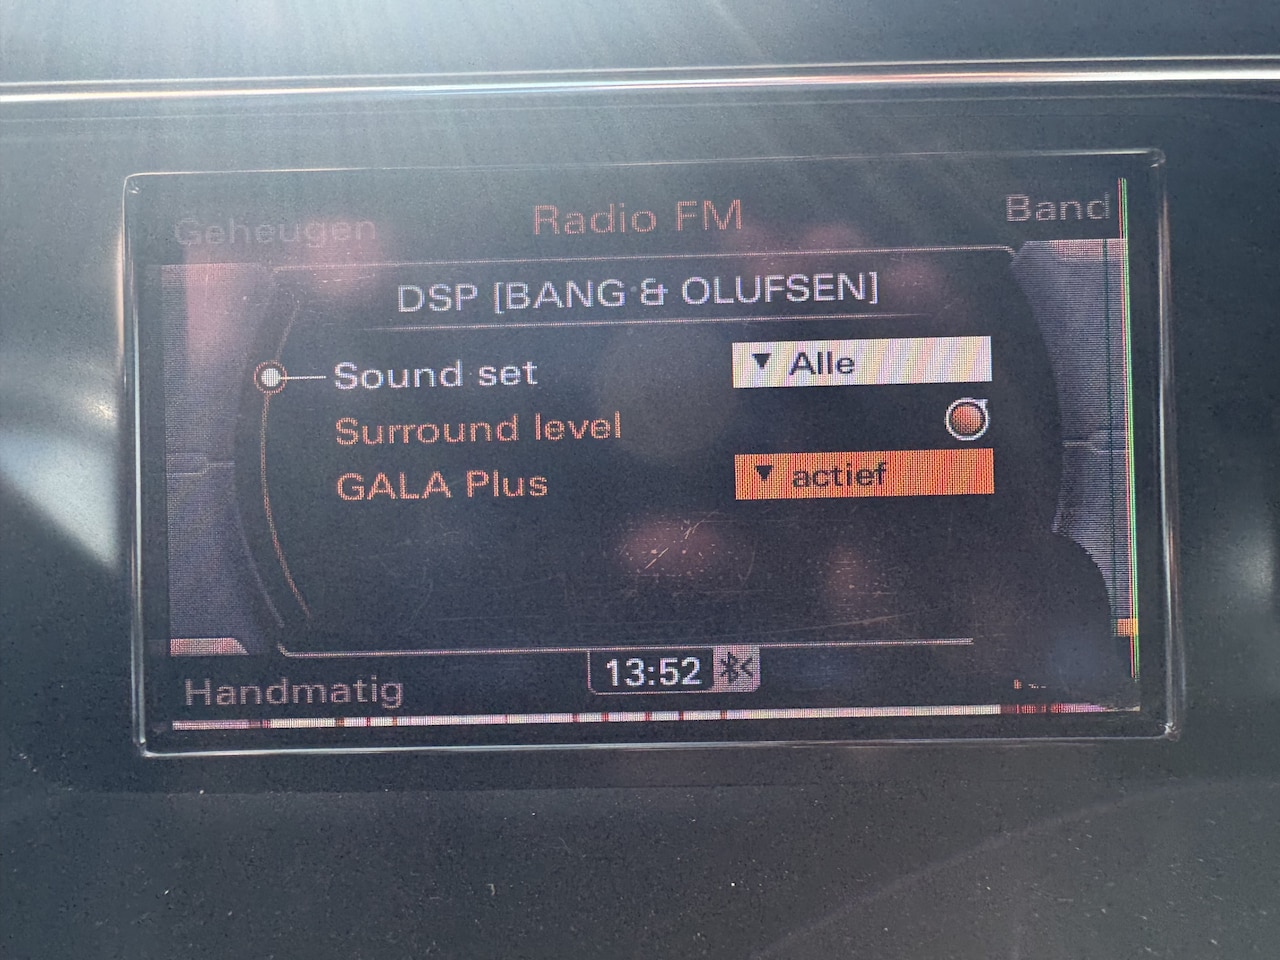 Geheugen Radio FM Band
DSP [BANG & OLUFSEN]
Sound set ▼ Alle
Surround level
GALA Plus ▼ actief
13:52
Handmatig